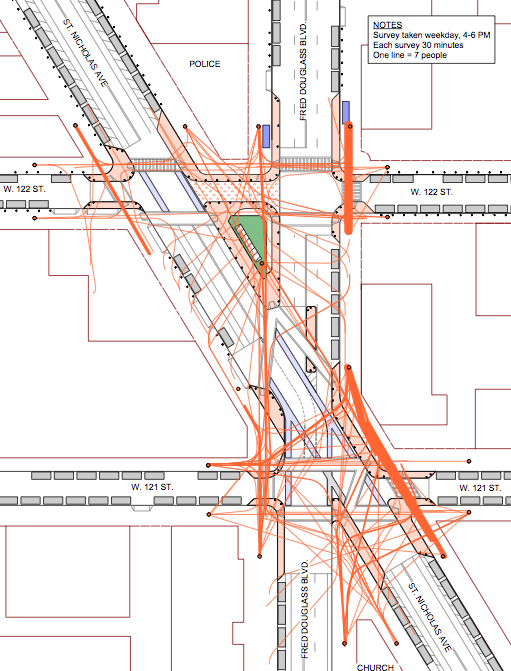 NOTES
Survey taken weekday, 4-6 PM
Each survey 30 minutes
One line = 7 people
ST. NICHOLAS AVE
POLICE
FRED DOUGLASS BLVD.
W. 122 ST.
W. 122 ST.
W. 121 ST.
W. 121 ST.
FRED DOUGLASS BLVD.
ST. NICHOLAS AVE
CHURCH